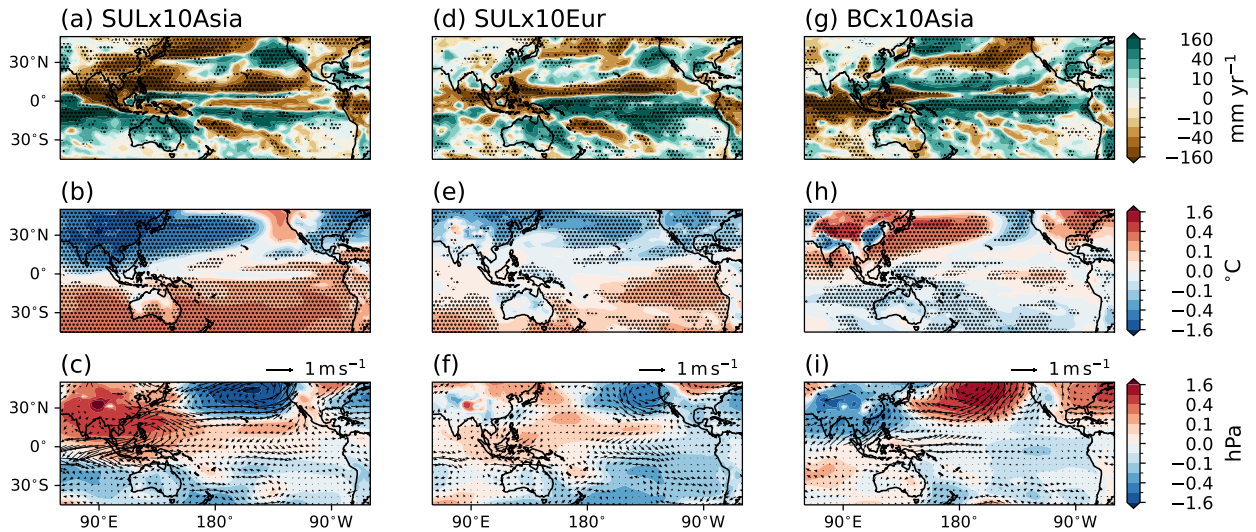 (a) SULx10Asia
(d) SULx10Eur
(g) BCx10Asia
30°N
0°
30°S
160
40
10
0
−10
−40
−160
mm yr⁻¹
(b)
(e)
(h)
30°N
0°
30°S
1.6
0.4
0.1
0.0
−0.1
−0.4
−1.6
°C
(c)
1 m s⁻¹
(f)
1 m s⁻¹
(i)
1 m s⁻¹
30°N
0°
30°S
1.6
0.4
0.1
0.0
−0.1
−0.4
−1.6
hPa
90°E
180°
90°W
90°E
180°
90°W
90°E
180°
90°W